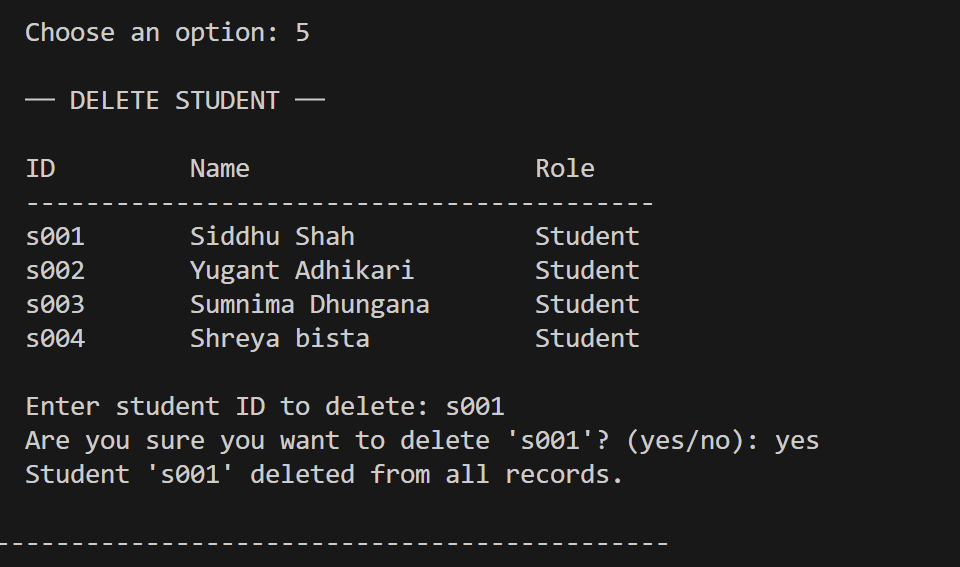 Choose an option: 5
── DELETE STUDENT ──
ID Name Role
------------------------------------------
s001 Siddhu Shah Student
s002 Yugant Adhikari Student
s003 Sumnima Dhungana Student
s004 Shreya bista Student
Enter student ID to delete: s001
Are you sure you want to delete 's001'? (yes/no): yes
Student 's001' deleted from all records.
---------------------------------------------